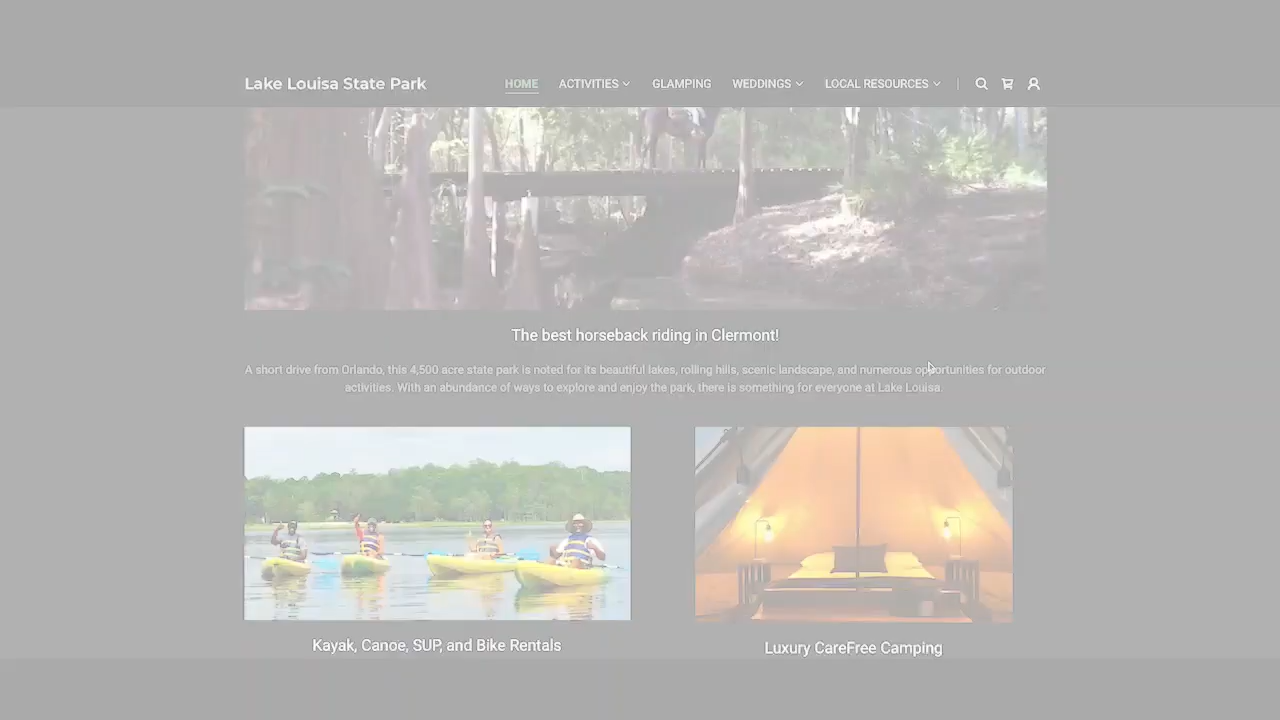 Lake Louisa State Park
HOME
ACTIVITIES
GLAMPING
WEDDINGS
LOCAL RESOURCES
The best horseback riding in Clermont!
A short drive from Orlando, this 4,500 acre state park is noted for its beautiful lakes, rolling hills, scenic landscape, and numerous opportunities for outdoor
activities. With an abundance of ways to explore and enjoy the park, there is something for everyone at Lake Louisa.
Kayak, Canoe, SUP, and Bike Rentals
Luxury CareFree Camping